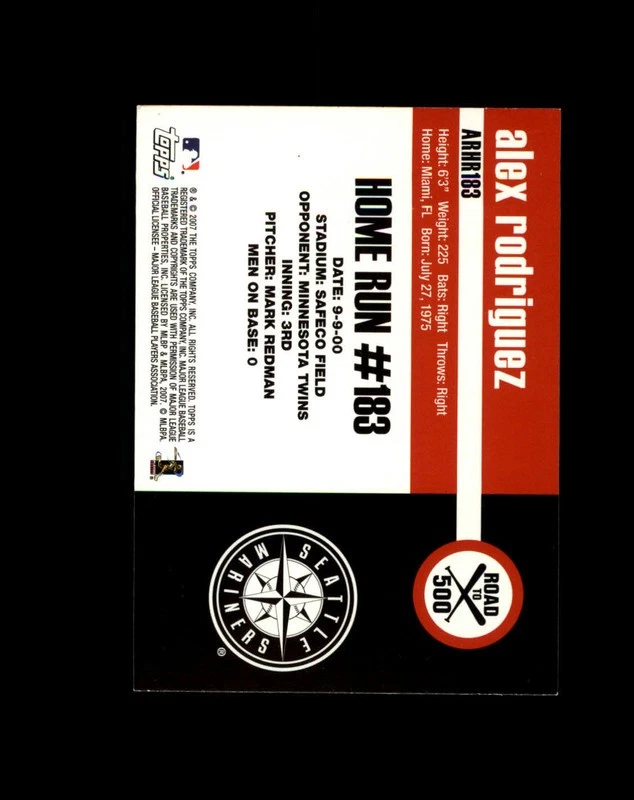 alex rodriguez
ARHR183
Height: 6'3" Weight: 225 Bats: Right Throws: Right
Home: Miami, FL Born: July 27, 1975
ROAD
TO
500
HOME RUN #183
DATE: 9-9-00
STADIUM: SAFECO FIELD
OPPONENT: MINNESOTA TWINS
INNING: 3RD
PITCHER: MARK REDMAN
MEN ON BASE: 0
SEATTLE
MARINERS
®
topps
® & © 2007 THE TOPPS COMPANY, INC. ALL RIGHTS RESERVED. TOPPS IS A
REGISTERED TRADEMARK OF THE TOPPS COMPANY, INC. MAJOR LEAGUE BASEBALL
TRADEMARKS AND COPYRIGHTS ARE USED WITH PERMISSION OF MAJOR LEAGUE
BASEBALL PROPERTIES, INC. LICENSED BY MLBP & MLBPA, 2007. © MLBPA.
OFFICIAL LICENSEE – MAJOR LEAGUE BASEBALL PLAYERS ASSOCIATION.